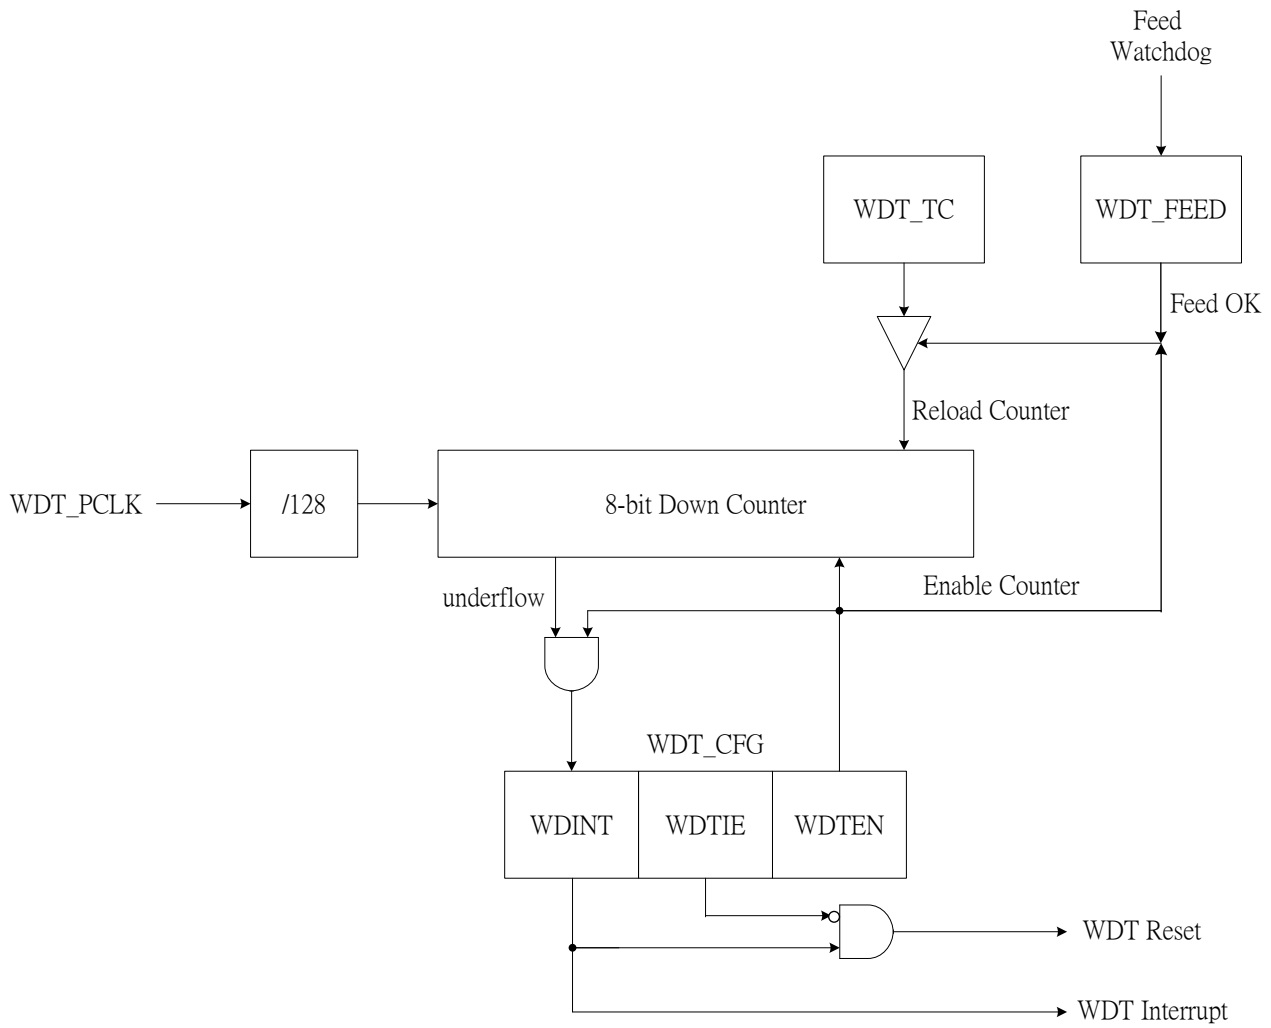 Feed
Watchdog
WDT_TC
WDT_FEED
Feed OK
Reload Counter
WDT_PCLK
/128
8-bit Down Counter
underflow
Enable Counter
WDT_CFG
WDINT
WDTIE
WDTEN
WDT Reset
WDT Interrupt